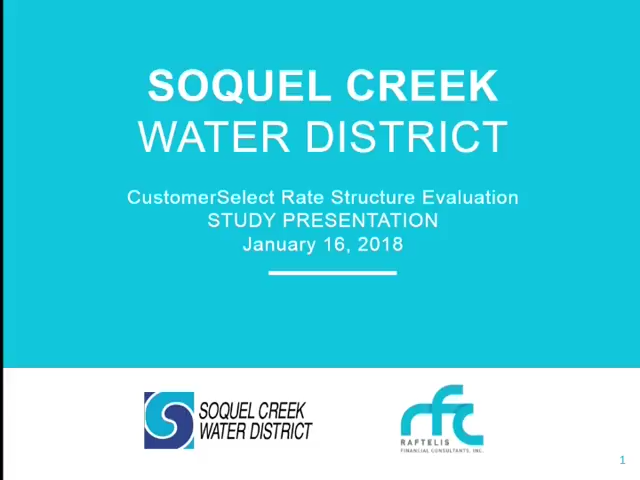 SOQUEL CREEK
WATER DISTRICT
CustomerSelect Rate Structure Evaluation
STUDY PRESENTATION
January 16, 2018
SOQUEL CREEK
WATER DISTRICT
rfc
RAFTELIS
FINANCIAL CONSULTANTS, INC.
1